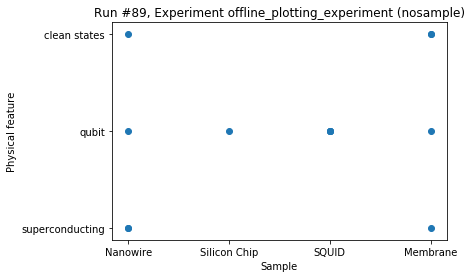 Run #89, Experiment offline_plotting_experiment (nosample)
clean states
qubit
superconducting
Physical feature
Nanowire Silicon Chip SQUID Membrane
Sample